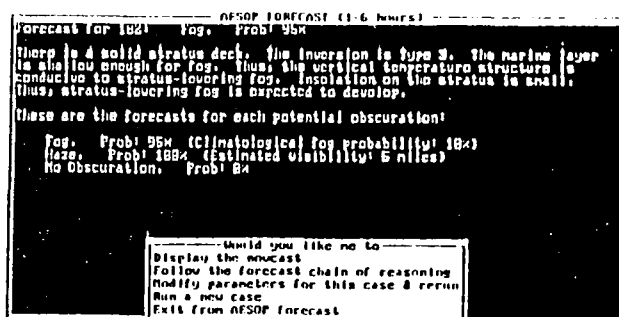 AESOP FORECAST (1-6 hours)
Forecast for 18Z: Fog. Prob: 95%
There is a solid stratus deck. The inversion is Type 3. The marine layer
is shallow enough for fog. Thus, the vertical temperature structure is
conducive to stratus-lowering fog. Insolation on the stratus is small.
Thus, stratus-lowering fog is expected to develop.
These are the forecasts for each potential obscuration:
Fog. Prob: 95% (Climatological fog probability: 10%)
Haze. Prob: 100% (Estimated visibility: 6 miles)
No Obscuration. Prob: 0%
Would you like me to
Display the nowcast
Follow the forecast chain of reasoning
Modify parameters for this case & rerun
Run a new case
Exit from AESOP forecast